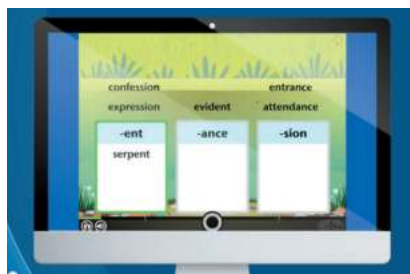 confession entrance
expression evident attendance
-ent -ance -sion
serpent